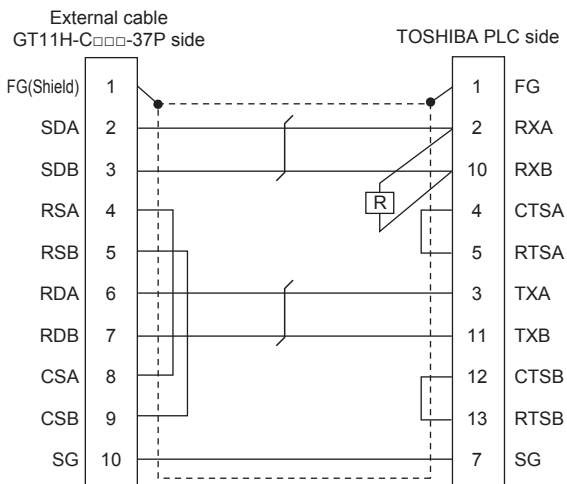 External cable
GT11H-C□□□-37P side
TOSHIBA PLC side
FG(Shield) 1 1 FG
SDA 2 2 RXA
SDB 3 10 RXB
R
RSA 4 4 CTSA
RSB 5 5 RTSA
RDA 6 3 TXA
RDB 7 11 TXB
CSA 8 12 CTSB
CSB 9 13 RTSB
SG 10 7 SG